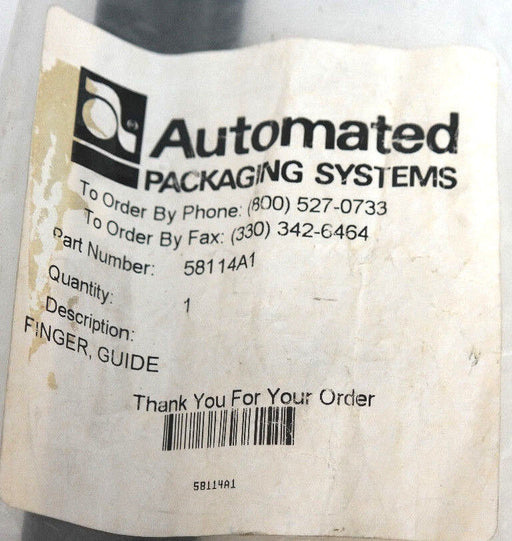 Automated
PACKAGING SYSTEMS
To Order By Phone: (800) 527-0733
To Order By Fax: (330) 342-6464
Part Number: 58114A1
Quantity: 1
Description:
FINGER, GUIDE
Thank You For Your Order
58114A1